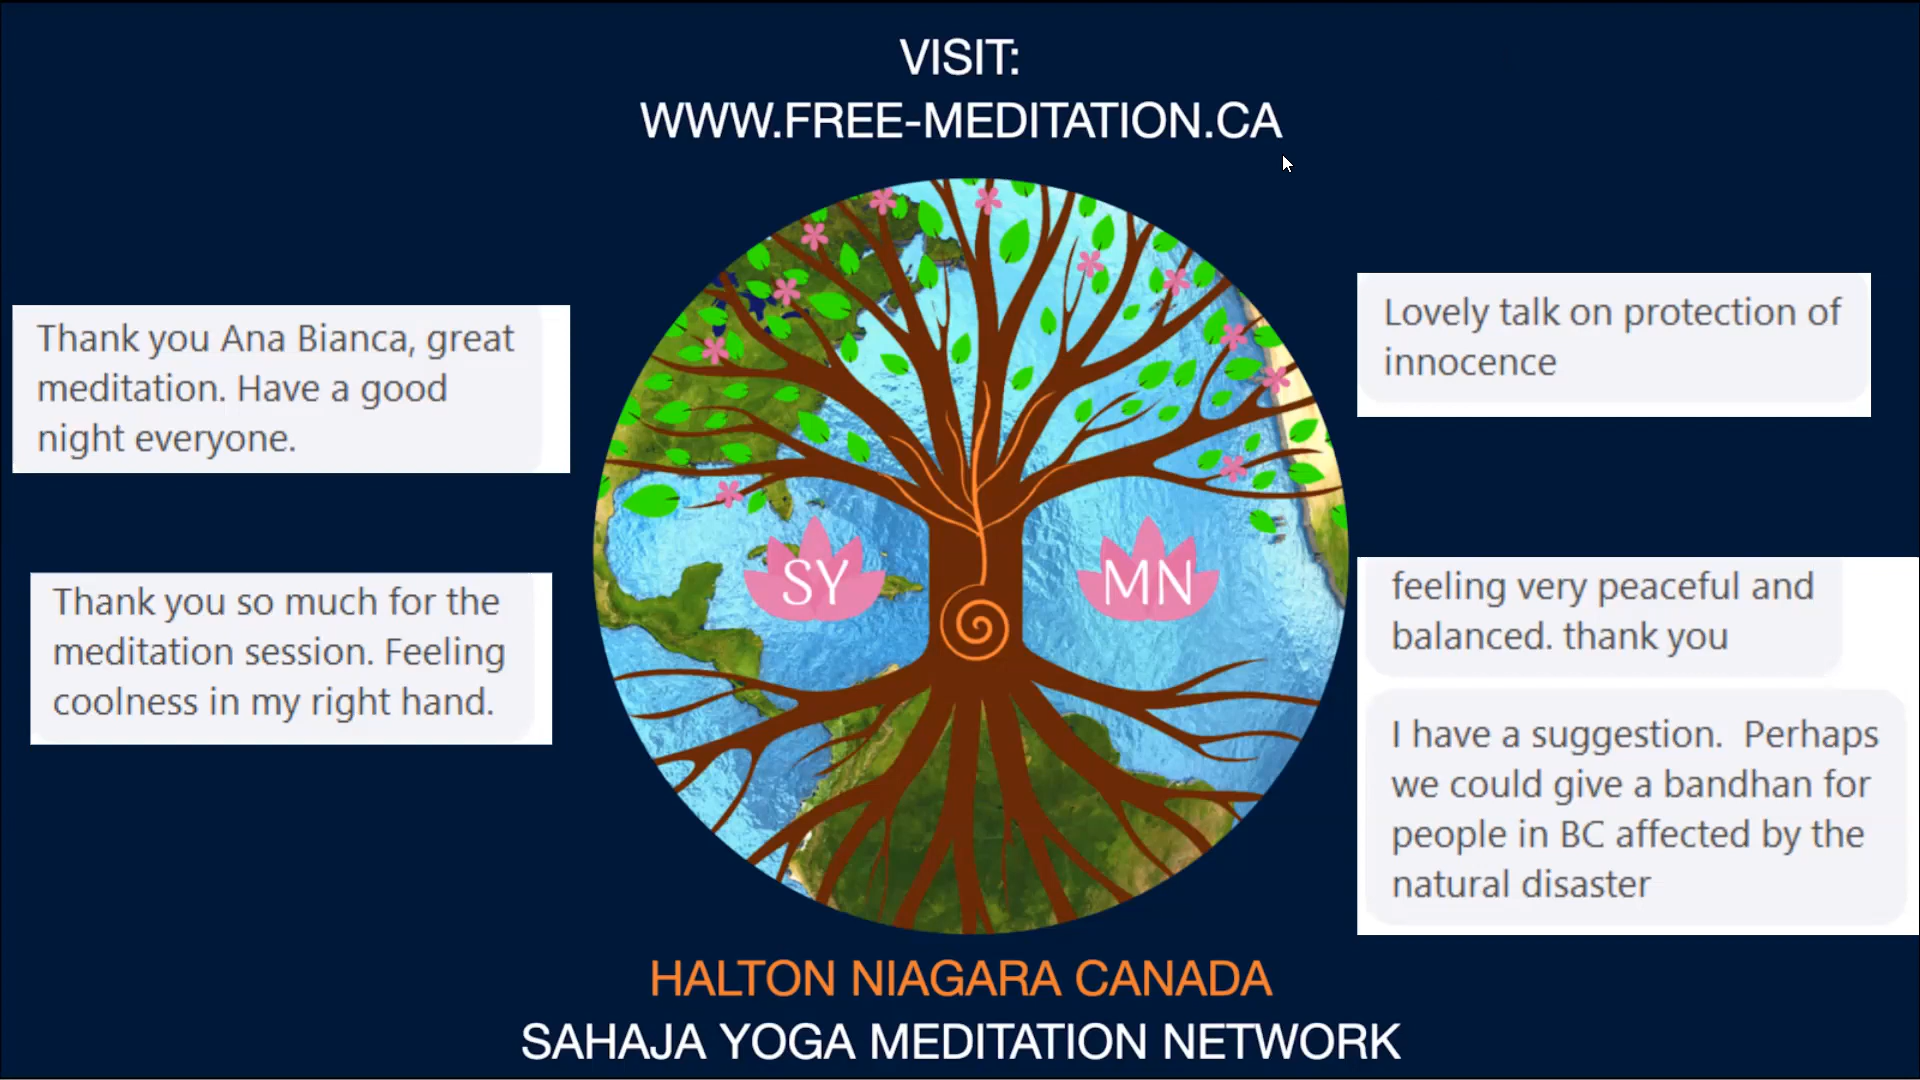 VISIT:
WWW.FREE-MEDITATION.CA
Thank you Ana Bianca, great
meditation. Have a good
night everyone.
Thank you so much for the
meditation session. Feeling
coolness in my right hand.
SY
MN
Lovely talk on protection of
innocence
feeling very peaceful and
balanced. thank you
I have a suggestion.  Perhaps
we could give a bandhan for
people in BC affected by the
natural disaster
HALTON NIAGARA CANADA
SAHAJA YOGA MEDITATION NETWORK